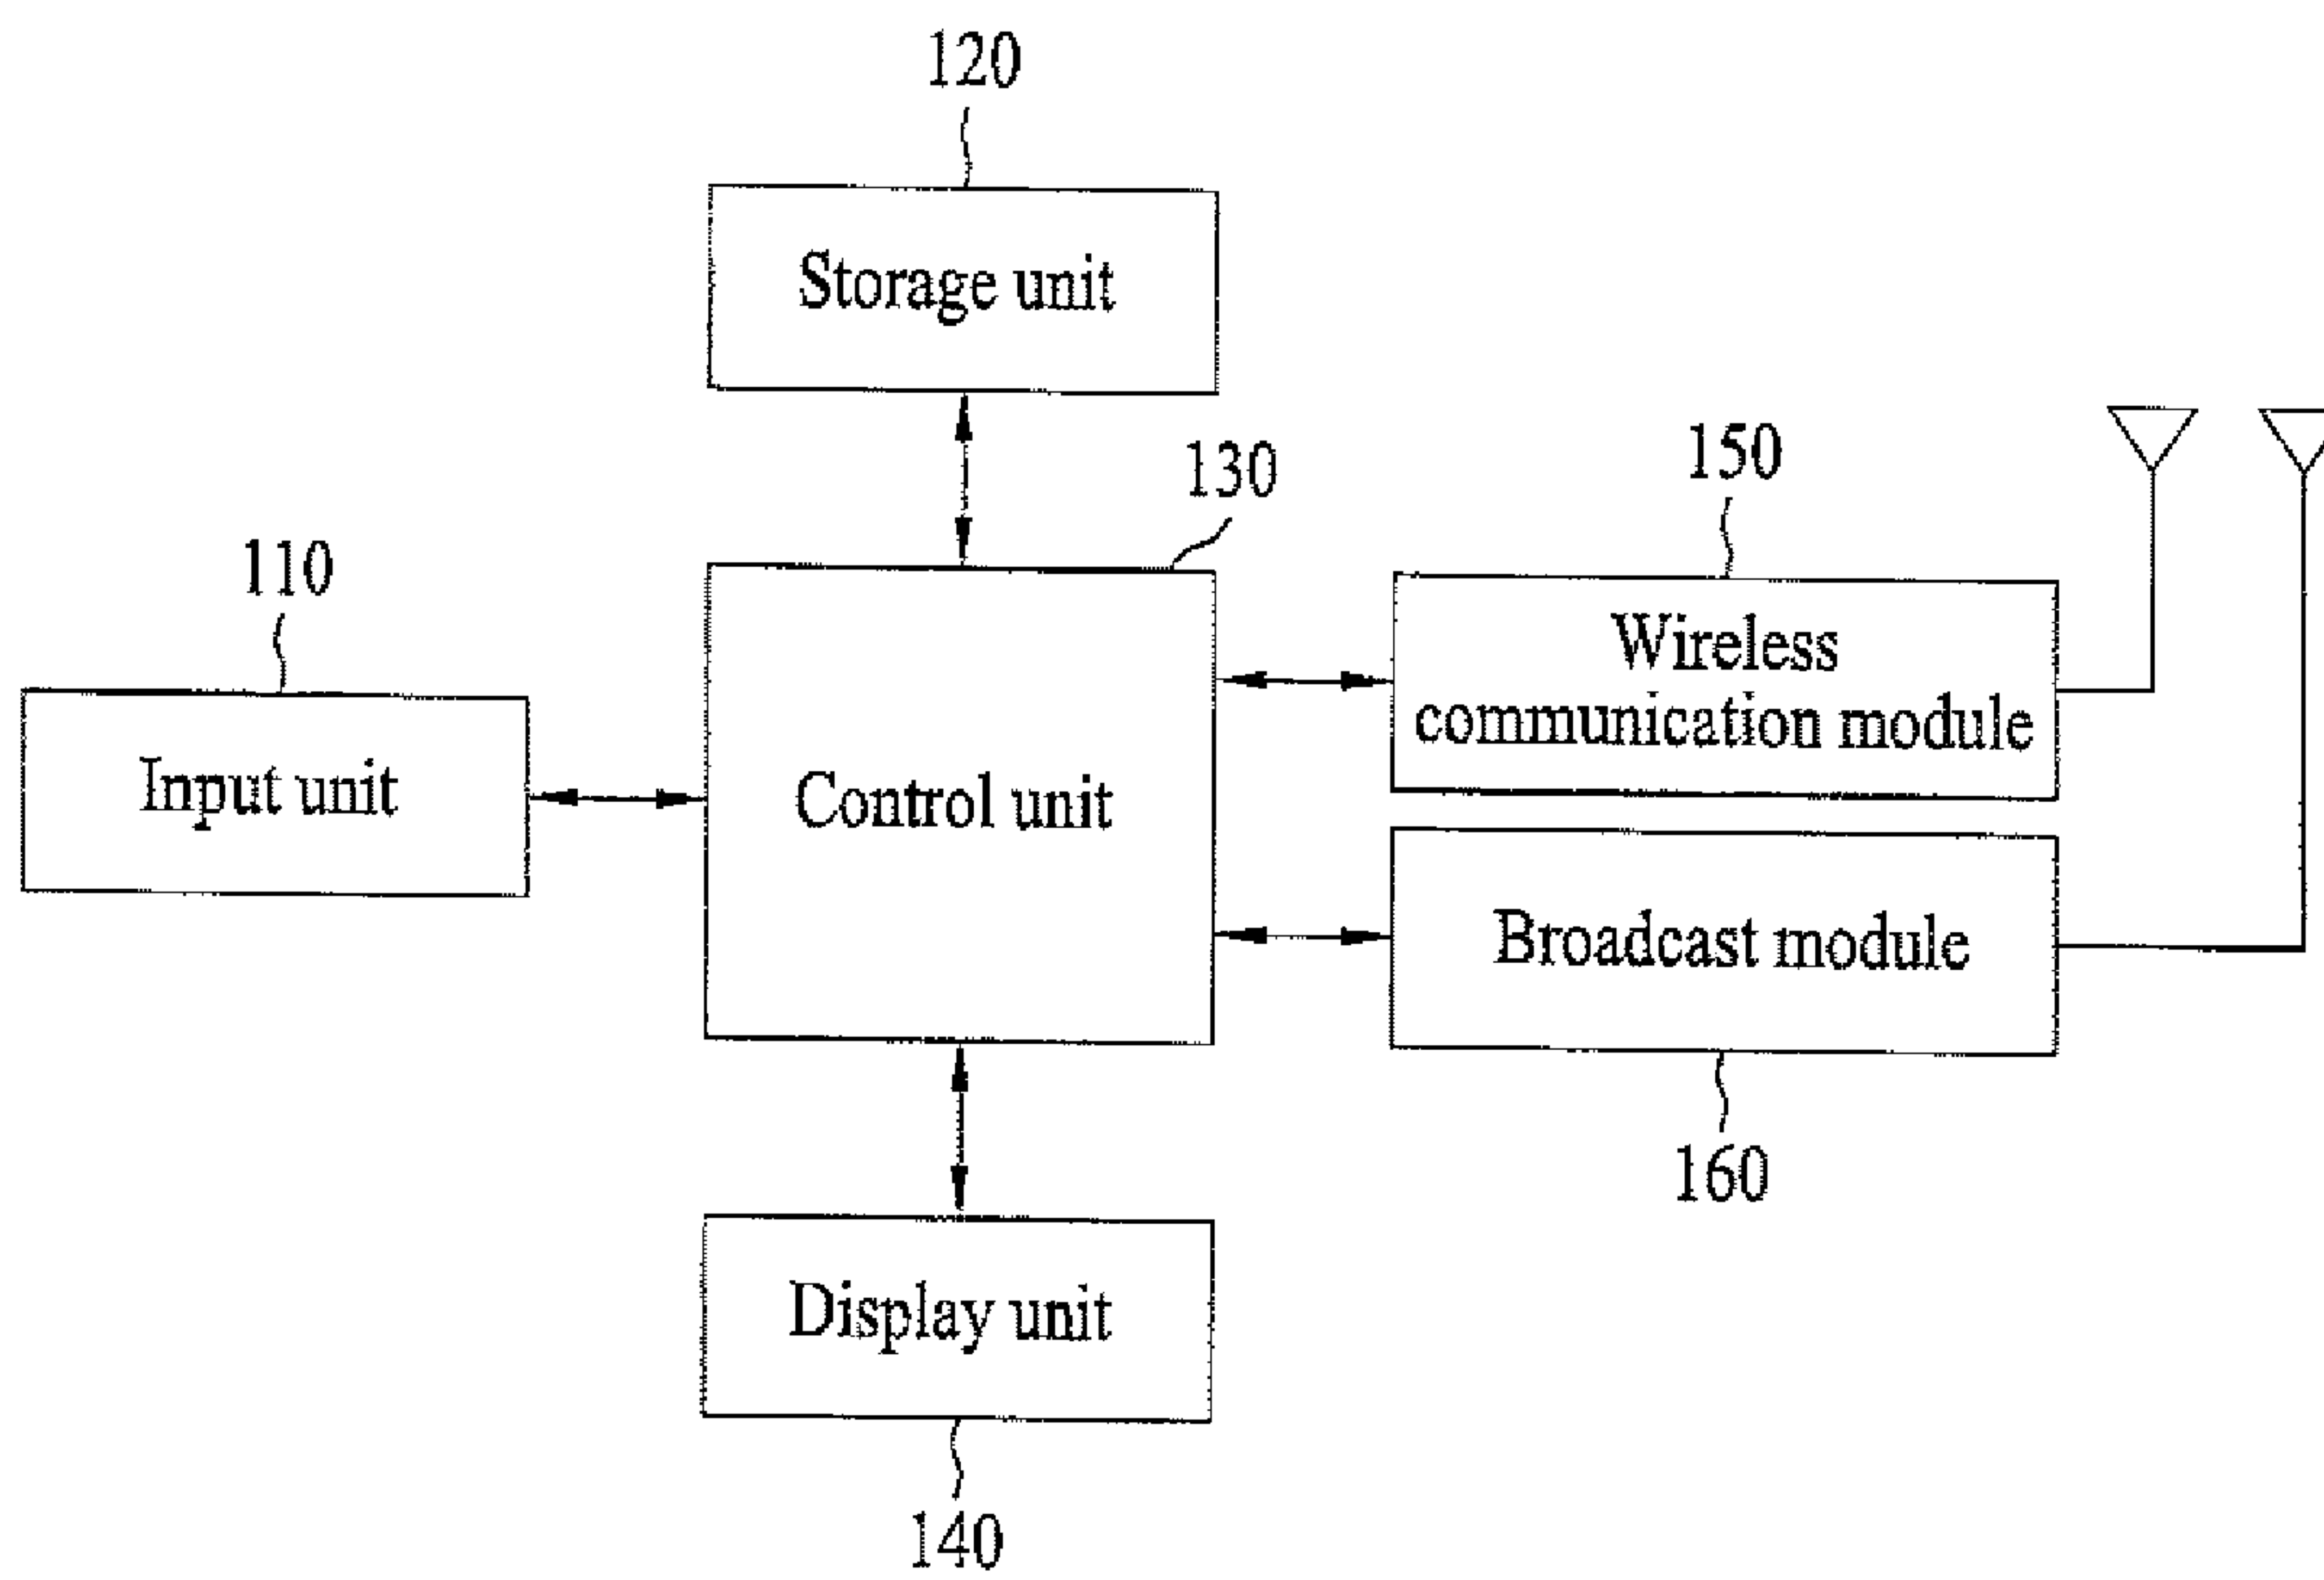 120
Storage unit
130
150
110
Wireless
communication module
Input unit
Control unit
Broadcast module
160
Display unit
140